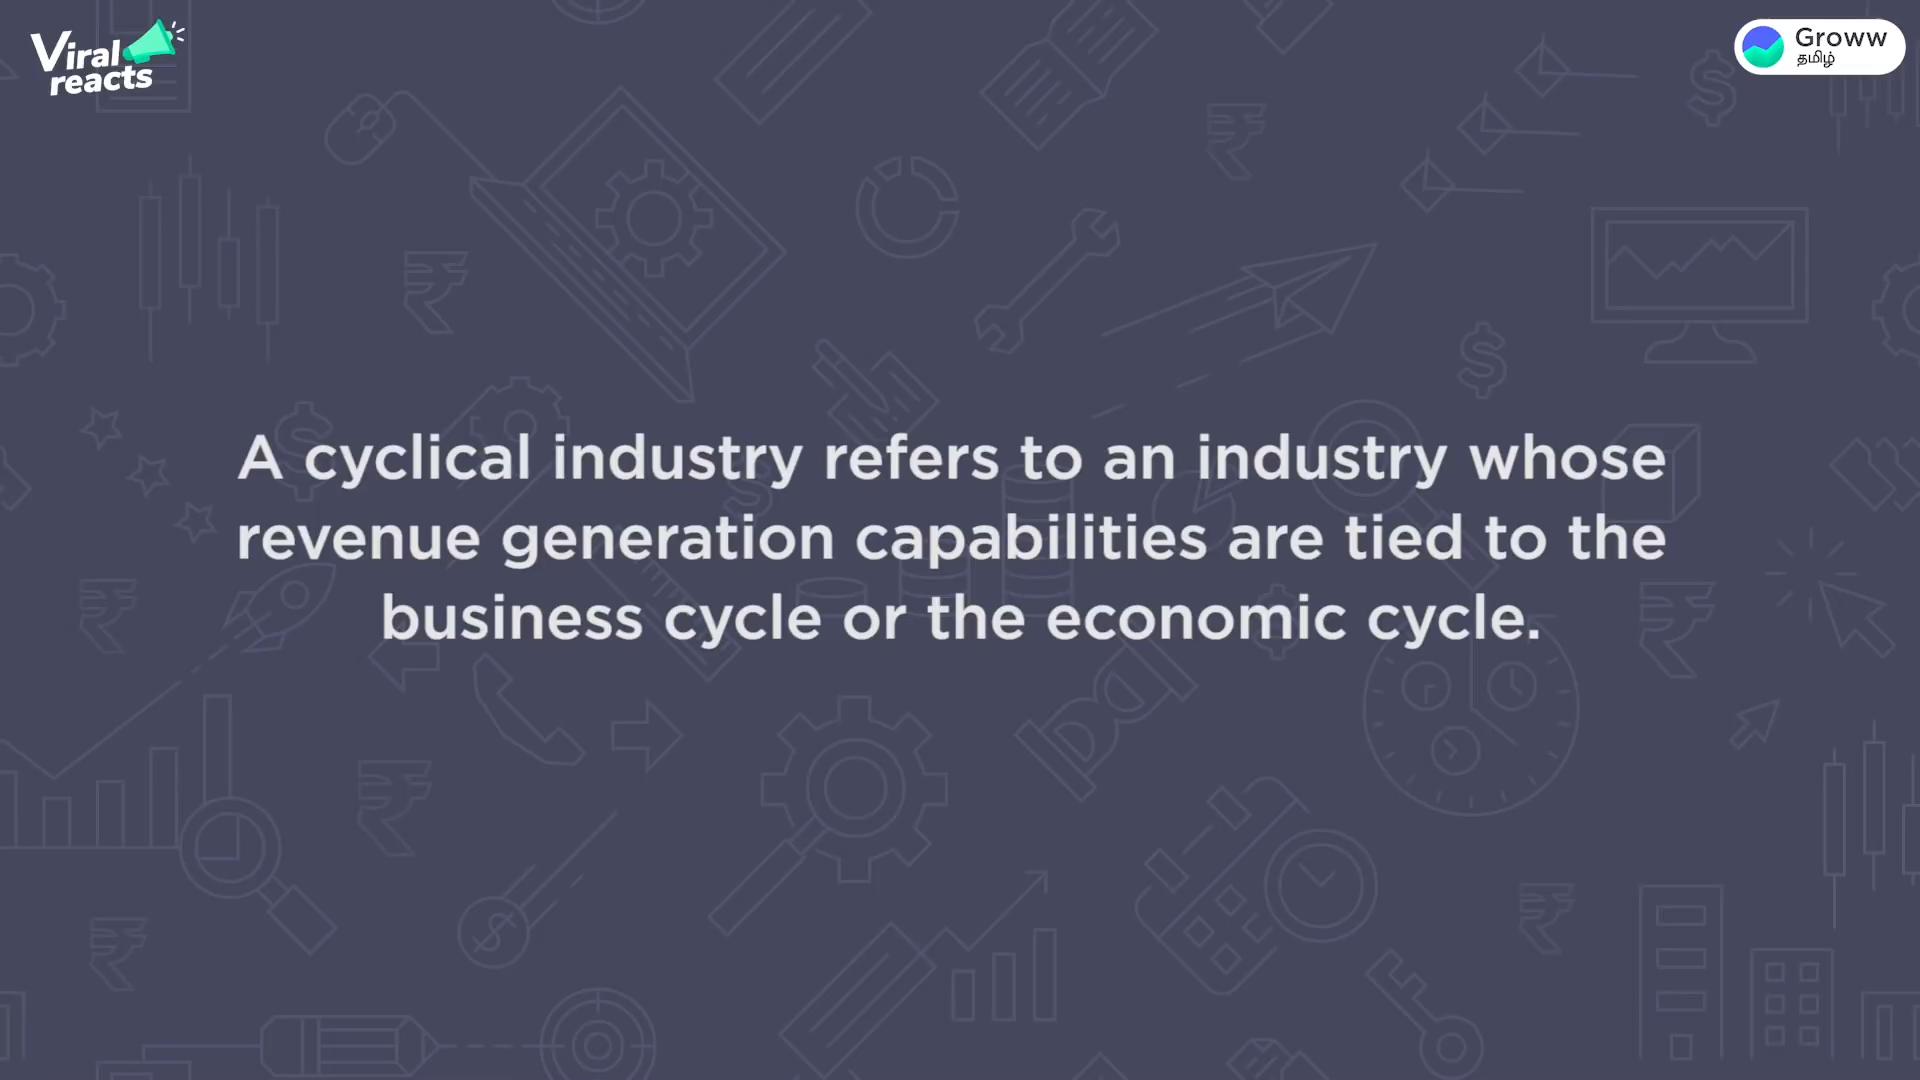 Viral
reacts
Groww
தமிழ்
A cyclical industry refers to an industry whose
revenue generation capabilities are tied to the
business cycle or the economic cycle.